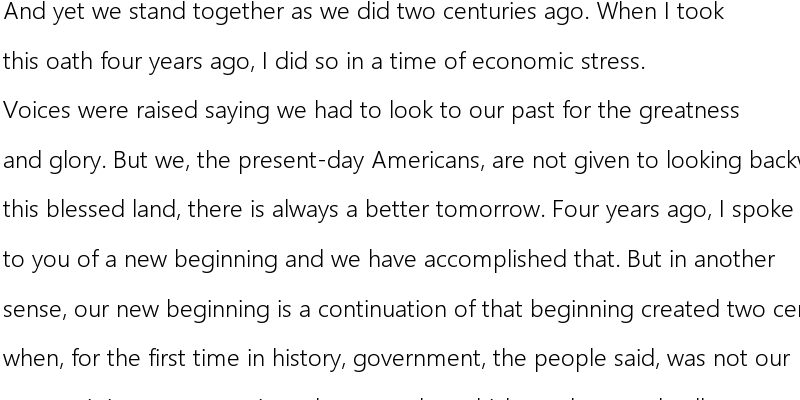 And yet we stand together as we did two centuries ago. When I took
this oath four years ago, I did so in a time of economic stress.
Voices were raised saying we had to look to our past for the greatness
and glory. But we, the present-day Americans, are not given to looking
this blessed land, there is always a better tomorrow. Four years ago, I spoke
to you of a new beginning and we have accomplished that. But in another
sense, our new beginning is a continuation of that beginning created two
when, for the first time in history, government, the people said, was not our